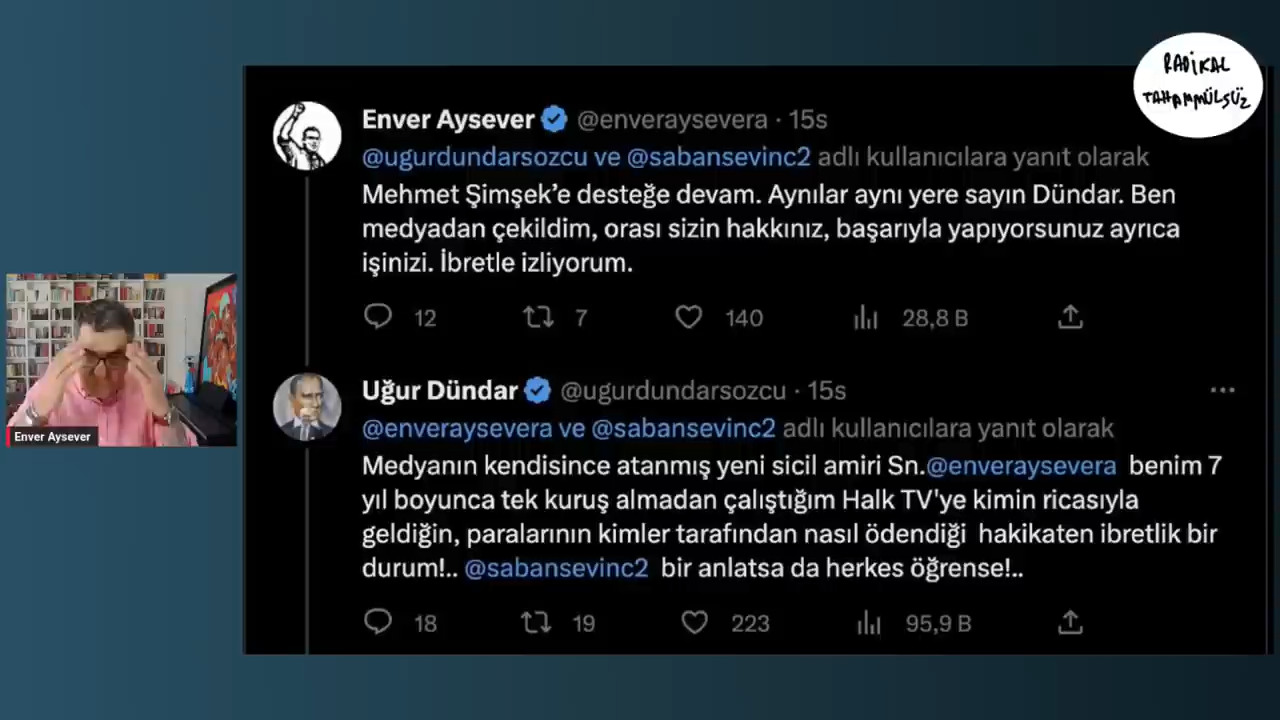 RADİKAL
TAHAMMÜLSÜZ
Enver Aysever @enveraysevera · 15s
@ugurdundarsozcu ve @sabansevinc2 adlı kullanıcılara yanıt olarak
Mehmet Şimşek’e desteğe devam. Aynılar aynı yere sayın Dündar. Ben
medyadan çekildim, orası sizin hakkınız, başarıyla yapıyorsunuz ayrıca
işinizi. İbretle izliyorum.
12 7 140 28,8 B
Uğur Dündar @ugurdundarsozcu · 15s
@enveraysevera ve @sabansevinc2 adlı kullanıcılara yanıt olarak
Medyanın kendisince atanmış yeni sicil amiri Sn.@enveraysevera benim 7
yıl boyunca tek kuruş almadan çalıştığım Halk TV'ye kimin ricasıyla
geldiğin, paralarının kimler tarafından nasıl ödendiği hakikaten ibretlik bir
durum!.. @sabansevinc2 bir anlatsa da herkes öğrense!..
18 19 223 95,9 B
Enver Aysever